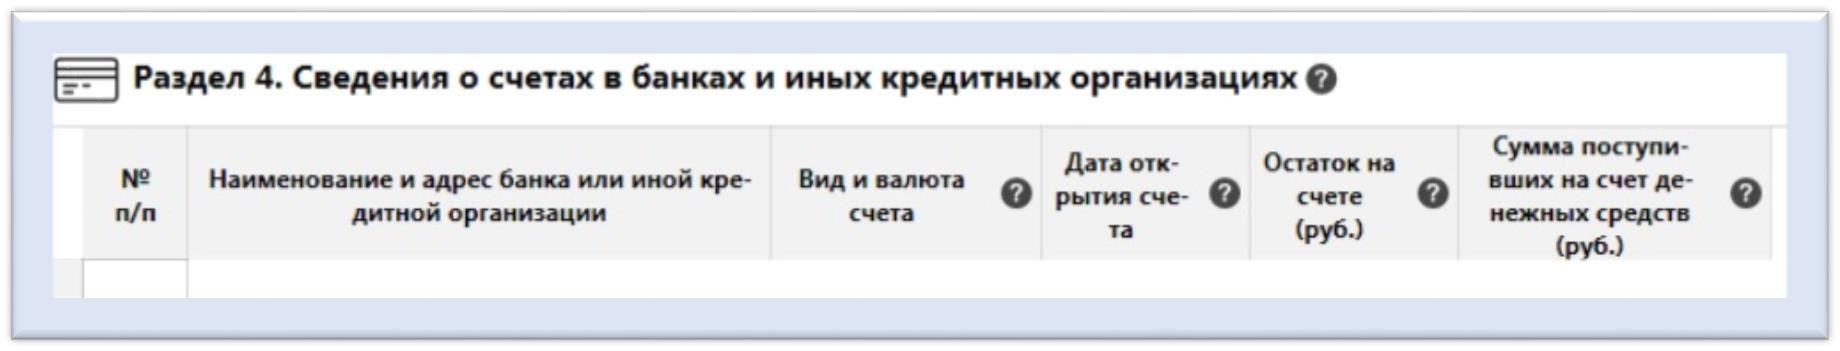 Раздел 4. Сведения о счетах в банках и иных кредитных организациях ?
№
п/п
Наименование и адрес банка или иной кре-
дитной организации
Вид и валюта
счета
?
Дата отк-
рытия сче-
та
?
Остаток на
счете
(руб.)
?
Сумма поступи-
вших на счет де-
нежных средств
(руб.)
?